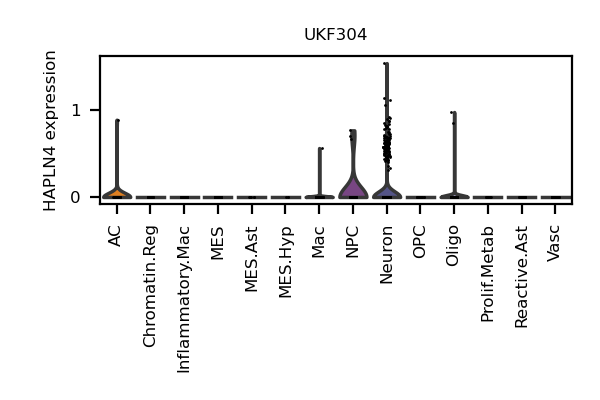 UKF304
HAPLN4 expression
1
0
AC
Chromatin.Reg
Inflammatory.Mac
MES
MES.Ast
MES.Hyp
Mac
NPC
Neuron
OPC
Oligo
Prolif.Metab
Reactive.Ast
Vasc